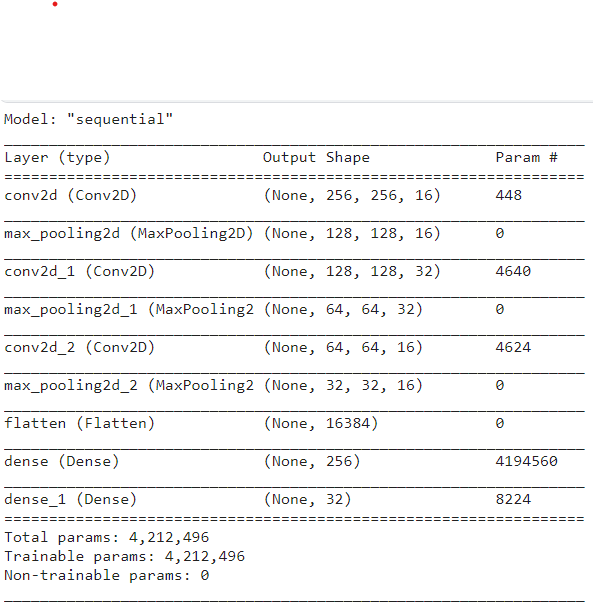 Model: "sequential"
Layer (type) Output Shape Param #
conv2d (Conv2D) (None, 256, 256, 16) 448
max_pooling2d (MaxPooling2D) (None, 128, 128, 16) 0
conv2d_1 (Conv2D) (None, 128, 128, 32) 4640
max_pooling2d_1 (MaxPooling2 (None, 64, 64, 32) 0
conv2d_2 (Conv2D) (None, 64, 64, 16) 4624
max_pooling2d_2 (MaxPooling2 (None, 32, 32, 16) 0
flatten (Flatten) (None, 16384) 0
dense (Dense) (None, 256) 4194560
dense_1 (Dense) (None, 32) 8224
Total params: 4,212,496
Trainable params: 4,212,496
Non-trainable params: 0